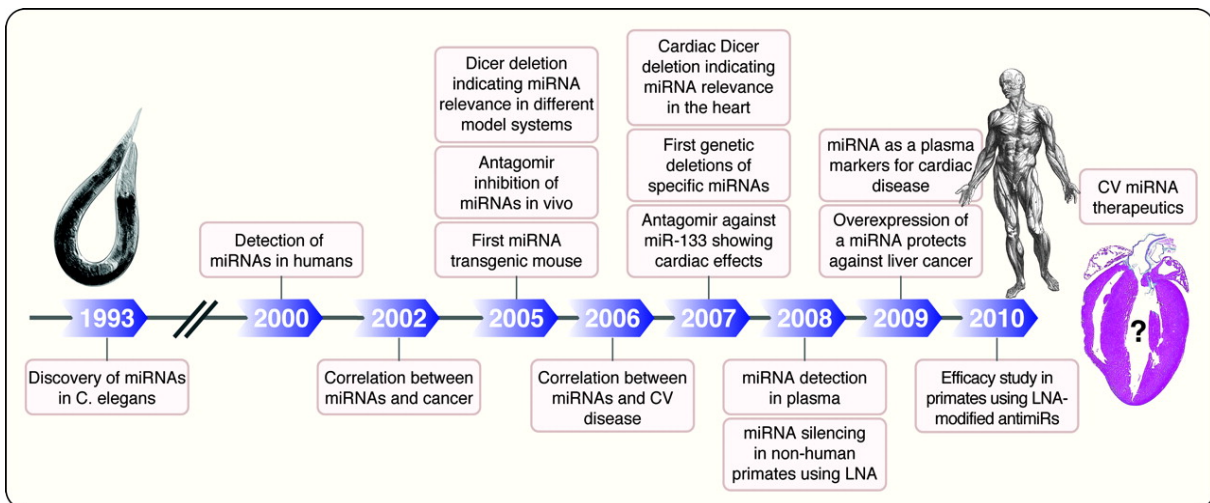 1993
Discovery of miRNAs
in C. elegans
2000
Detection of
miRNAs in humans
2002
Correlation between
miRNAs and cancer
2005
Dicer deletion
indicating miRNA
relevance in different
model systems
Antagomir
inhibition of
miRNAs in vivo
First miRNA
transgenic mouse
2006
Correlation between
miRNAs and CV
disease
2007
Cardiac Dicer
deletion indicating
miRNA relevance
in the heart
First genetic
deletions of
specific miRNAs
Antagomir against
miR-133 showing
cardiac effects
2008
miRNA detection
in plasma
miRNA silencing
in non-human
primates using LNA
2009
miRNA as a plasma
markers for cardiac
disease
Overexpression of
a miRNA protects
against liver cancer
2010
Efficacy study in
primates using LNA-
modified antimiRs
CV miRNA
therapeutics
?